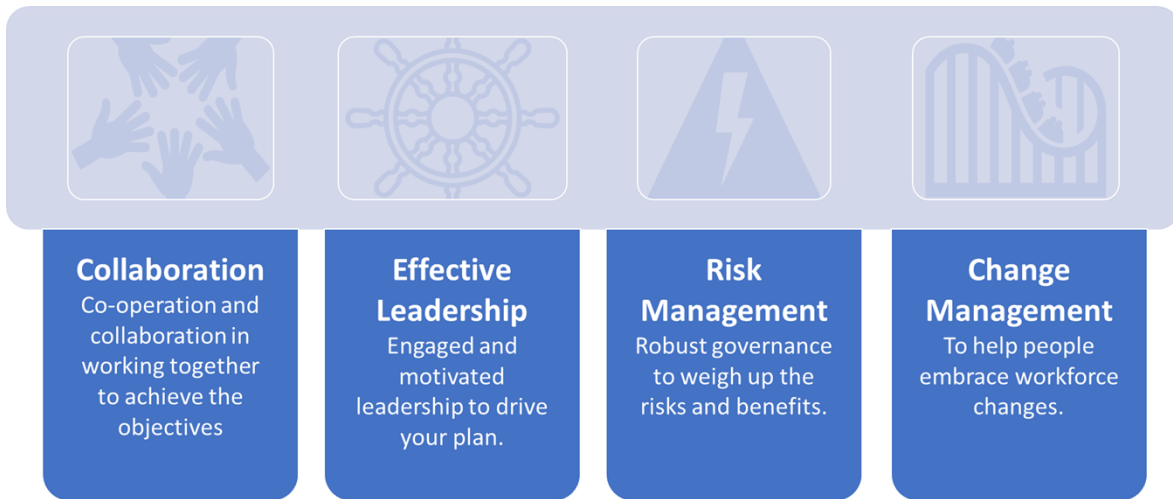 Collaboration
Co-operation and
collaboration in
working together
to achieve the
objectives
Effective
Leadership
Engaged and
motivated
leadership to drive
your plan.
Risk
Management
Robust governance
to weigh up the
risks and benefits.
Change
Management
To help people
embrace workforce
changes.